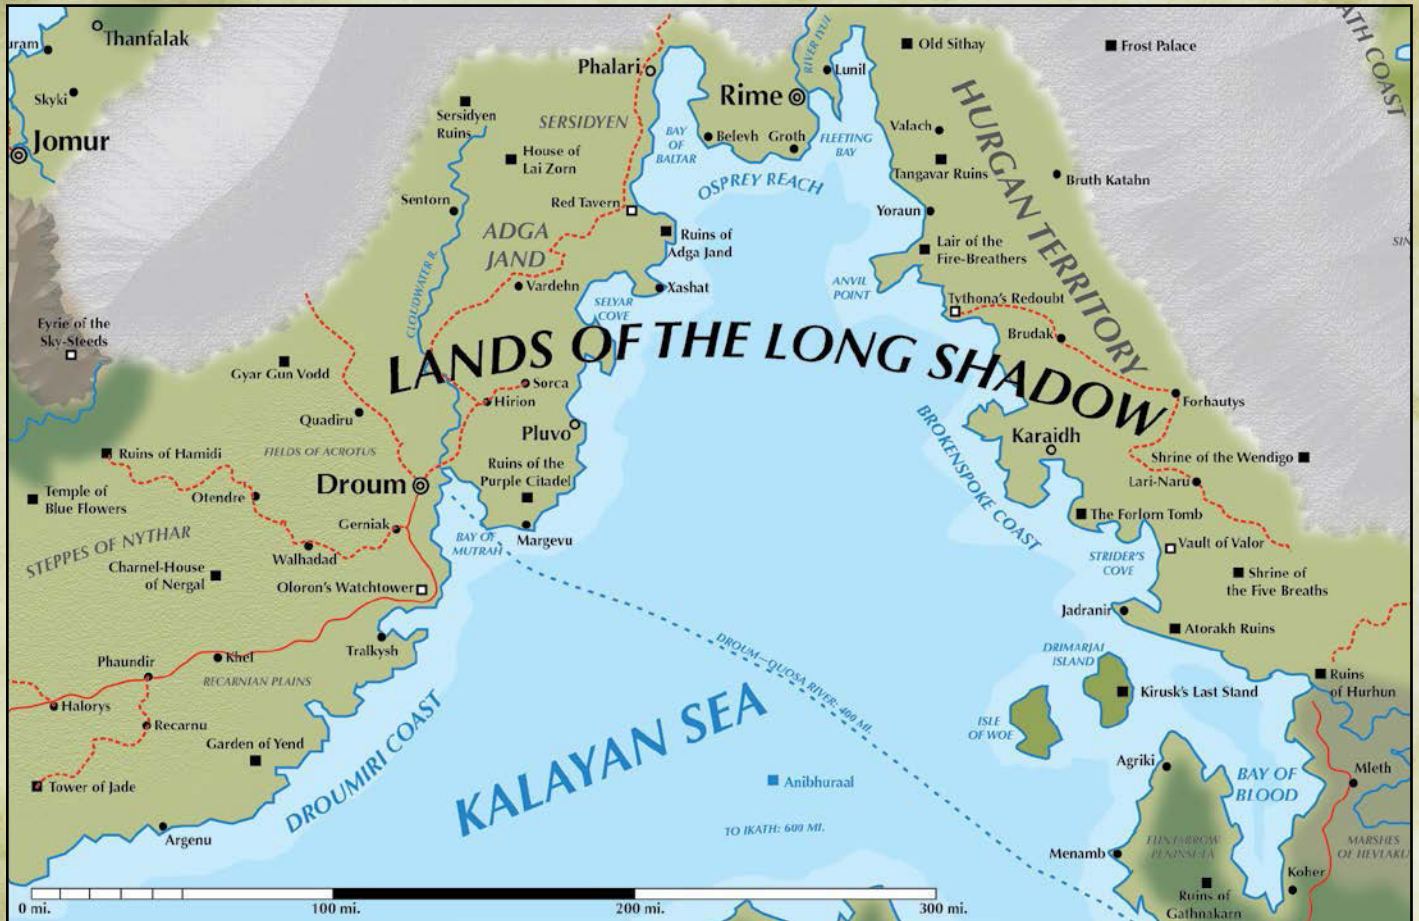 Thanfalak
Skyki
Jomur
Eyrie of the
Sky-Steeds
Phalari
Sersidyen
Ruins
SERSIDYEN
House of
Lai Zorn
Sentorn
Red Tavern
ADGA
JAND
Ruins of
Adga Jand
CLOUDWATER R.
Vardehn
Xashat
SELYAR
COVE
BAY
OF
BALTAR
Rime
RIVER IYUL
Lunil
Belevh
Groth
FLEETING
BAY
OSPREY REACH
Old Sithay
Frost Palace
HURGAN TERRITORY
Valach
Tangavar Ruins
Bruth Katahn
Yoraun
Lair of the
Fire-Breathers
ANVIL
POINT
Tythona's Redoubt
Brudak
LANDS OF THE LONG SHADOW
Gyar Gun Vodd
Quadiru
Sorca
Hirion
Pluvo
Forhautys
BROKENSPOKE COAST
Karaidh
Ruins of Hamidi
FIELDS OF ACROTUS
Shrine of the Wendigo
Droum
Ruins of the
Purple Citadel
Lari-Naru
Temple of
Blue Flowers
Otendre
The Forlorn Tomb
Gerniak
STEPPES OF NYTHAR
Walhadad
BAY OF
MUTRAH
Margevu
STRIDER'S
COVE
Vault of Valor
Charnel-House
of Nergal
Oloron's Watchtower
Shrine of
the Five Breaths
Jadranir
Atorakh Ruins
Tralkysh
Phaundir
Khel
RECARNIAN PLAINS
DRIMARJAI
ISLAND
Ruins
of Hurhun
Halorys
Recarnu
DROUM—QUOSA RIVER: 400 MI.
Kirusk's Last Stand
ISLE
OF WOE
Garden of Yend
DROUMIRI COAST
KALAYAN SEA
Tower of Jade
Anibhuraal
Agriki
BAY OF
BLOOD
Mleth
TO IKATH: 600 MI.
Argenu
Menamb
FLINTABROW
PENINSULA
MARSHES
Koher
Ruins of
Gathnakarn
0 mi.
100 mi.
200 mi.
300 mi.